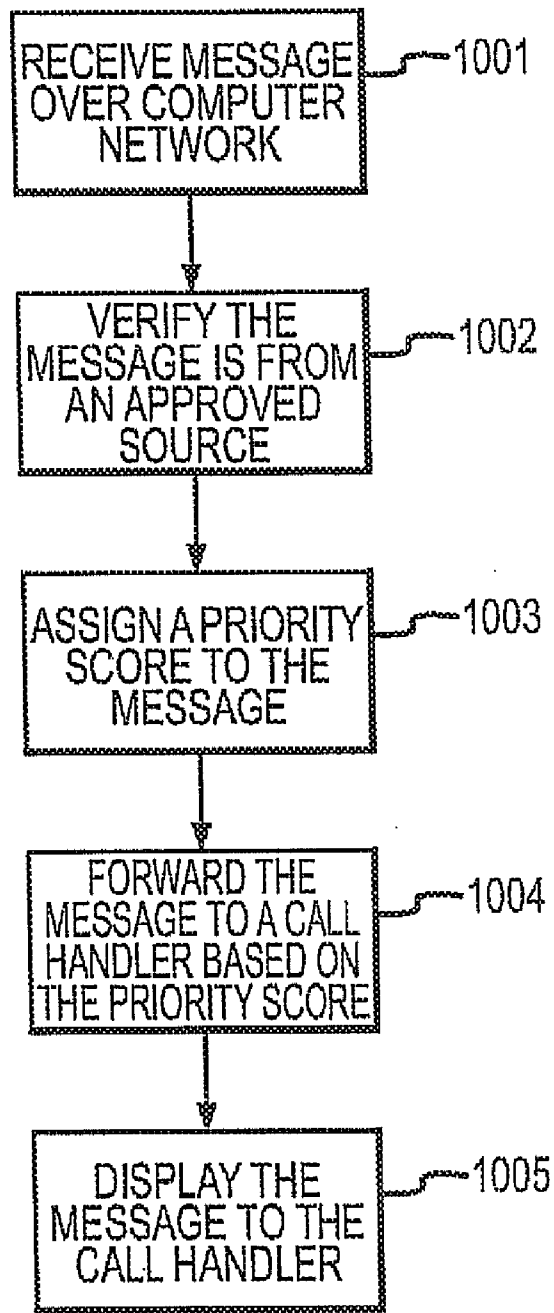 RECEIVE MESSAGE
OVER COMPUTER
NETWORK
1001
VERIFY THE
MESSAGE IS FROM
AN APPROVED
SOURCE
1002
ASSIGN A PRIORITY
SCORE TO THE
MESSAGE
1003
FORWARD THE
MESSAGE TO A CALL
HANDLER BASED ON
THE PRIORITY SCORE
1004
DISPLAY THE
MESSAGE TO THE
CALL HANDLER
1005